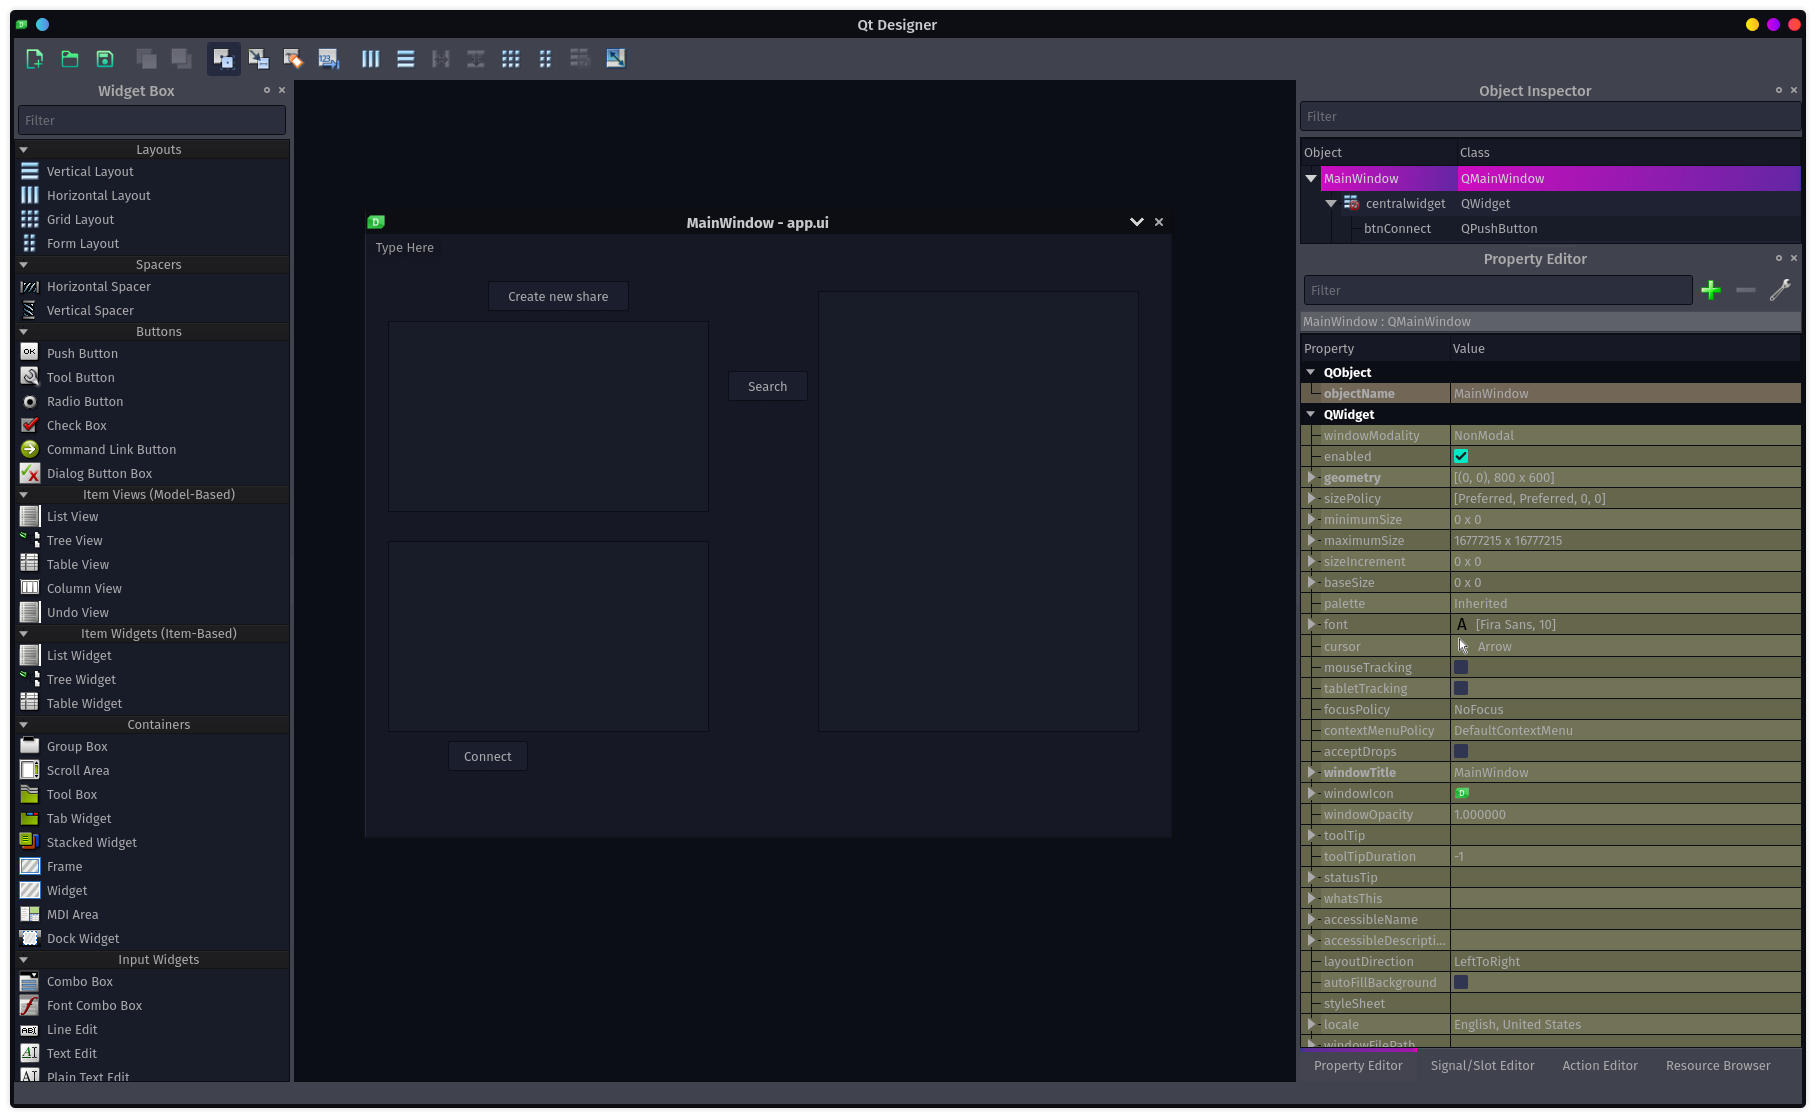 Qt Designer
Widget Box
Filter
Layouts
Vertical Layout
Horizontal Layout
Grid Layout
Form Layout
Spacers
Horizontal Spacer
Vertical Spacer
Buttons
Push Button
Tool Button
Radio Button
Check Box
Command Link Button
Dialog Button Box
Item Views (Model-Based)
List View
Tree View
Table View
Column View
Undo View
Item Widgets (Item-Based)
List Widget
Tree Widget
Table Widget
Containers
Group Box
Scroll Area
Tool Box
Tab Widget
Stacked Widget
Frame
Widget
MDI Area
Dock Widget
Input Widgets
Combo Box
Font Combo Box
Line Edit
Text Edit
Plain Text Edit
MainWindow - app.ui
Type Here
Create new share
Search
Connect
Object Inspector
Filter
Object Class
MainWindow QMainWindow
centralwidget QWidget
btnConnect QPushButton
Property Editor
Filter
MainWindow : QMainWindow
Property Value
QObject
objectName MainWindow
QWidget
windowModality NonModal
enabled
geometry [(0, 0), 800 x 600]
sizePolicy [Preferred, Preferred, 0, 0]
minimumSize 0 x 0
maximumSize 16777215 x 16777215
sizeIncrement 0 x 0
baseSize 0 x 0
palette Inherited
font A [Fira Sans, 10]
cursor Arrow
mouseTracking
tabletTracking
focusPolicy NoFocus
contextMenuPolicy DefaultContextMenu
acceptDrops
windowTitle MainWindow
windowIcon
windowOpacity 1.000000
toolTip
toolTipDuration -1
statusTip
whatsThis
accessibleName
accessibleDescripti...
layoutDirection LeftToRight
autoFillBackground
styleSheet
locale English, United States
windowFilePath
Property Editor Signal/Slot Editor Action Editor Resource Browser